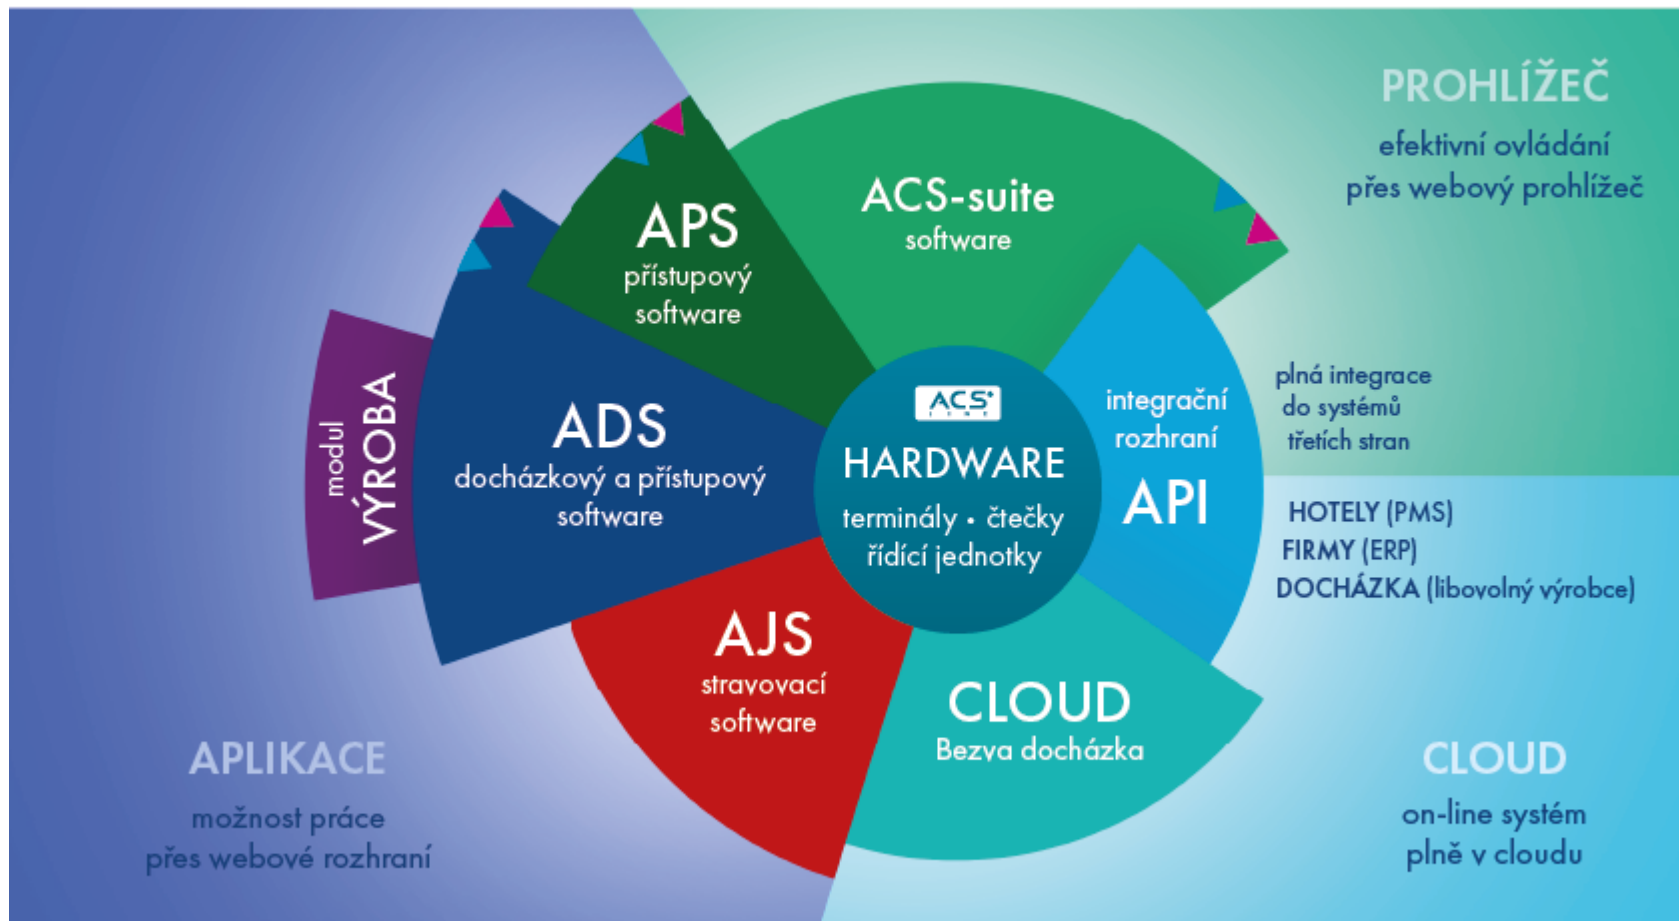 PROHLÍŽEČ
efektivní ovládání
přes webový prohlížeč
ACS-suite
software
APS
přístupový
software
modul
VÝROBA
ADS
docházkový a přístupový
software
ACS
LINE
HARDWARE
terminály • čtečky
řídící jednotky
integrační
rozhraní
API
plná integrace
do systémů
třetích stran
HOTELY (PMS)
FIRMY (ERP)
DOCHÁZKA (libovolný výrobce)
AJS
stravovací
software
CLOUD
Bezva docházka
APLIKACE
možnost práce
přes webové rozhraní
CLOUD
on-line systém
plně v cloudu